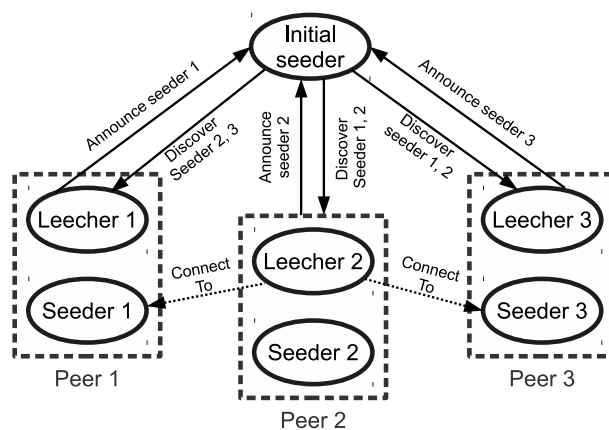 Initial
seeder
Announce seeder 1
Discover
Seeder 2, 3
Announce
seeder 2
Discover
Seeder 1, 2
Discover
seeder 1, 2
Announce seeder 3
Leecher 1
Seeder 1
Peer 1
Connect
To
Leecher 2
Seeder 2
Peer 2
Connect
To
Leecher 3
Seeder 3
Peer 3